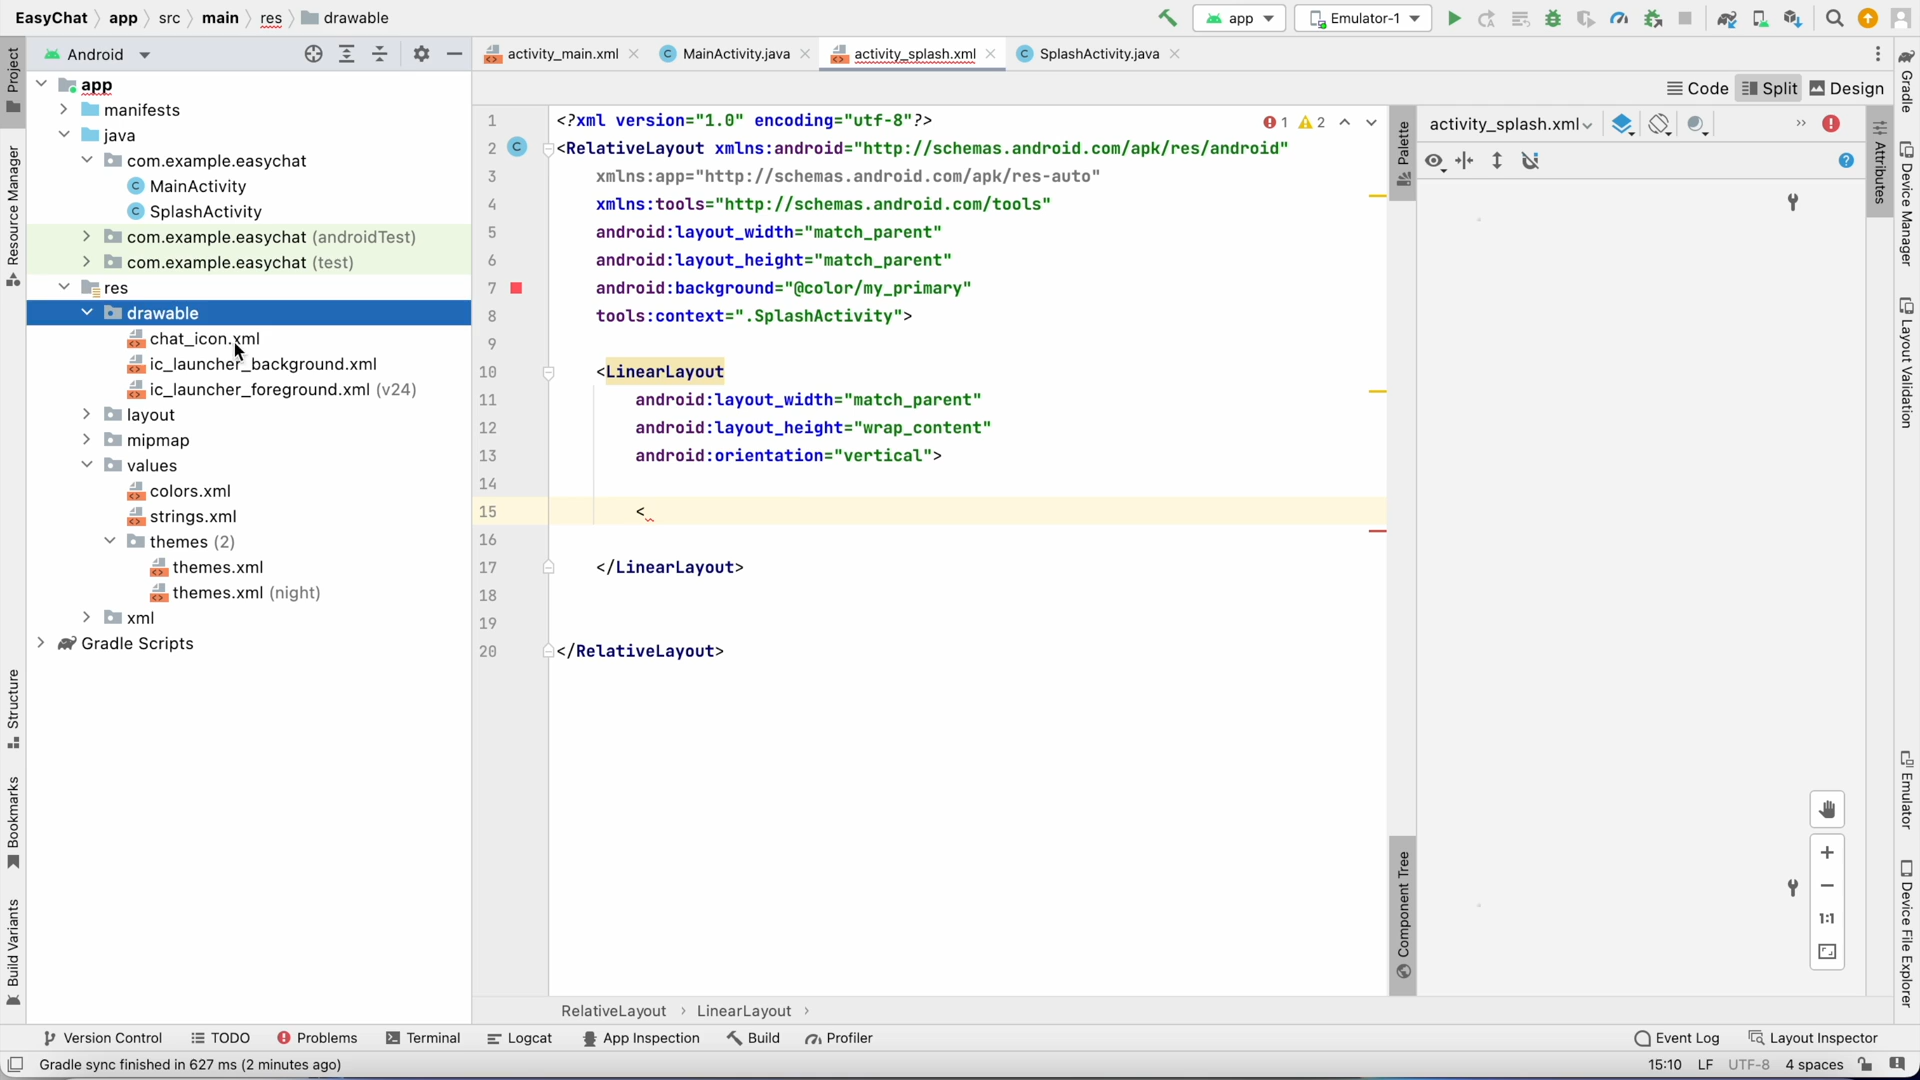 EasyChat 〉 app 〉 src 〉 main 〉 res 〉 drawable
app
Emulator-1
Android
activity_main.xml
MainActivity.java
activity_splash.xml
SplashActivity.java
Code
Split
Design
Project
Resource Manager
Structure
Bookmarks
Build Variants
app
manifests
java
com.example.easychat
MainActivity
SplashActivity
com.example.easychat (androidTest)
com.example.easychat (test)
res
drawable
chat_icon.xml
ic_launcher_background.xml
ic_launcher_foreground.xml (v24)
layout
mipmap
values
colors.xml
strings.xml
themes (2)
themes.xml
themes.xml (night)
xml
Gradle Scripts
1 <?xml version="1.0" encoding="utf-8"?>
1 2
2 <RelativeLayout xmlns:android="http://schemas.android.com/apk/res/android"
3 xmlns:app="http://schemas.android.com/apk/res-auto"
4 xmlns:tools="http://schemas.android.com/tools"
5 android:layout_width="match_parent"
6 android:layout_height="match_parent"
7 android:background="@color/my_primary"
8 tools:context=".SplashActivity">
9
10 <LinearLayout
11 android:layout_width="match_parent"
12 android:layout_height="wrap_content"
13 android:orientation="vertical">
14
15 <
16
17 </LinearLayout>
18
19
20 </RelativeLayout>
RelativeLayout › LinearLayout ›
Palette
Component Tree
activity_splash.xml
1:1
Attributes
Gradle
Device Manager
Layout Validation
Emulator
Device File Explorer
Version Control
TODO
Problems
Terminal
Logcat
App Inspection
Build
Profiler
Event Log
Layout Inspector
Gradle sync finished in 627 ms (2 minutes ago)
15:10 LF UTF-8 4 spaces